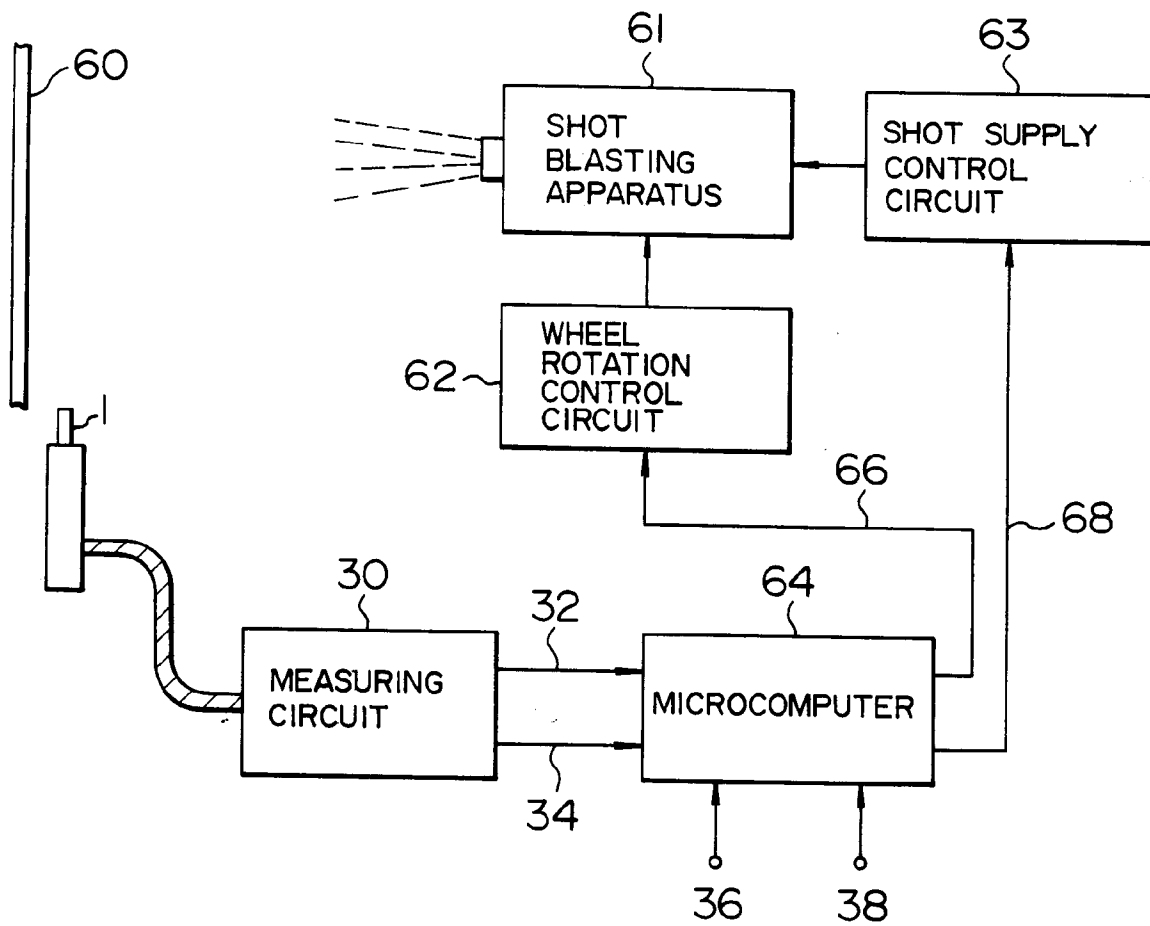 61
63
60
SHOT
BLASTING
APPARATUS
SHOT SUPPLY
CONTROL
CIRCUIT
WHEEL
ROTATION
CONTROL
CIRCUIT
62
1
66
68
30
32
64
MEASURING
CIRCUIT
MICROCOMPUTER
34
36
38